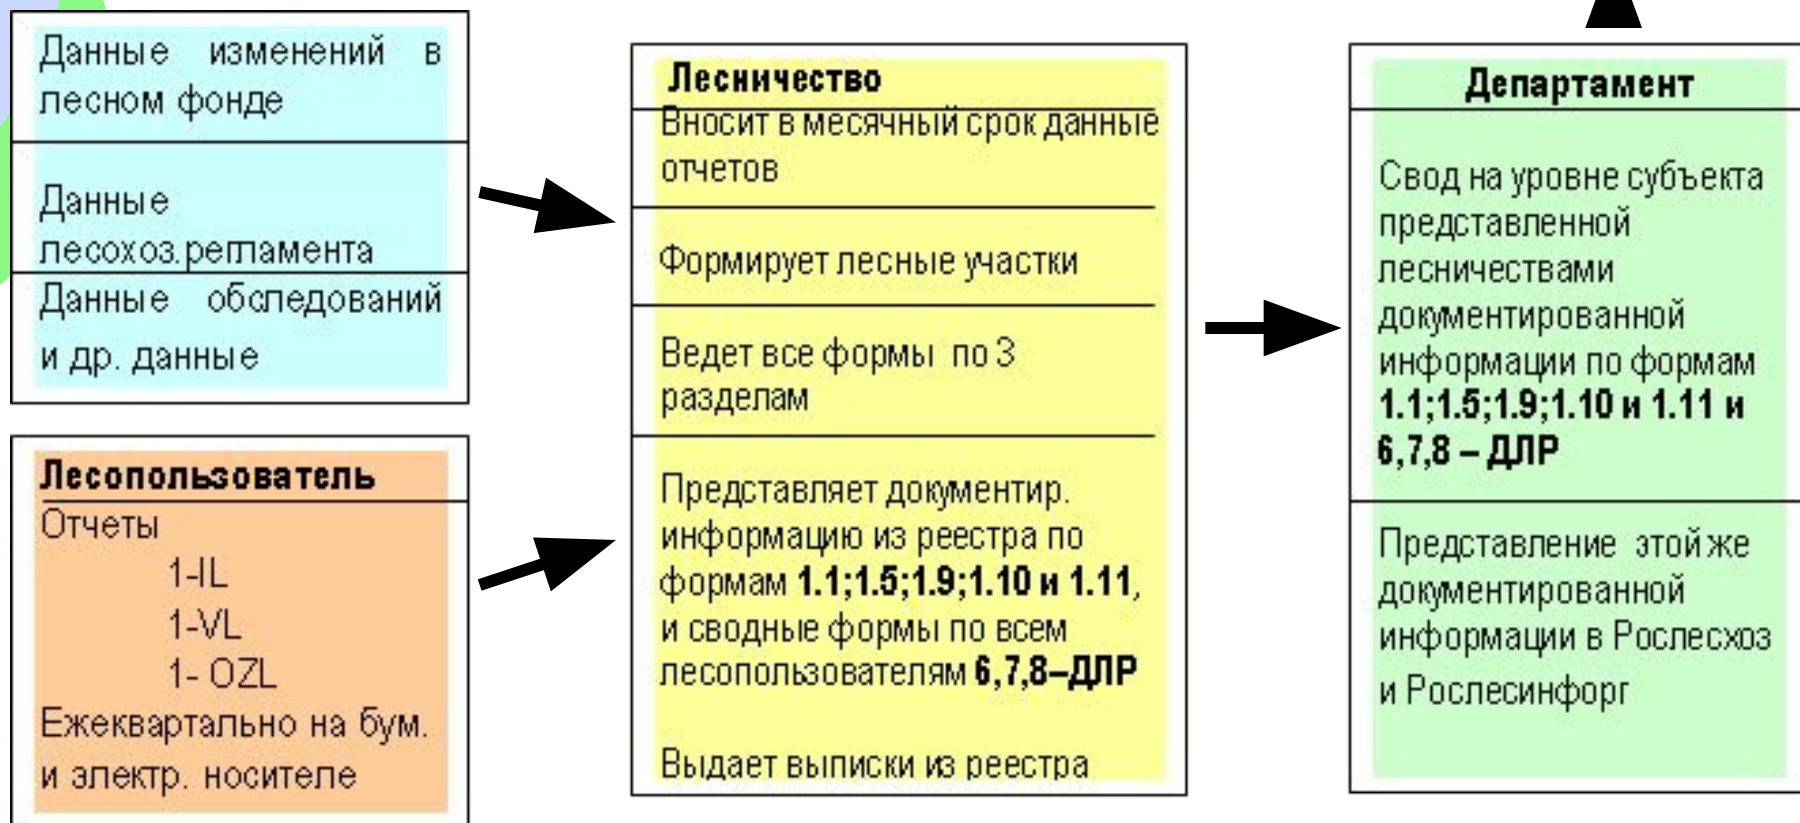 Данные изменений в
лесном фонде
Данные
лесохоз.регламента
Данные обследований
и др. данные
Лесопользователь
Отчеты
1-IL
1-VL
1- OZL
Ежеквартально на бум.
и электр. носителе
Лесничество
Вносит в месячный срок данные
отчетов
Формирует лесные участки
Ведет все формы по 3
разделам
Представляет документир.
информацию из реестра по
формам 1.1;1.5;1.9;1.10 и 1.11,
и сводные формы по всем
лесопользователям 6,7,8–ДЛР
Выдает выписки из реестра
Департамент
Свод на уровне субъекта
представленной
лесничествами
документированной
информации по формам
1.1;1.5;1.9;1.10 и 1.11 и
6,7,8 – ДЛР
Представление этой же
документированной
информации в Рослесхоз
и Рослесинфорг